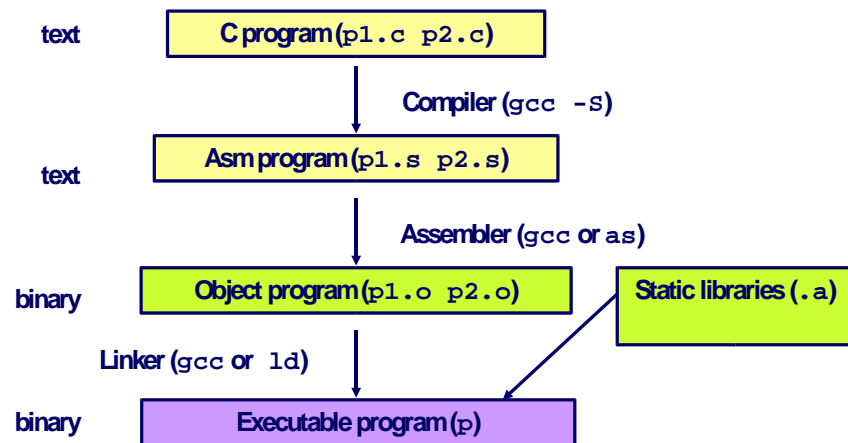 text C program (p1.c p2.c)
Compiler (gcc -S)
text Asm program (p1.s p2.s)
Assembler (gcc or as)
binary Object program (p1.o p2.o) Static libraries (.a)
Linker (gcc or ld)
binary Executable program (p)